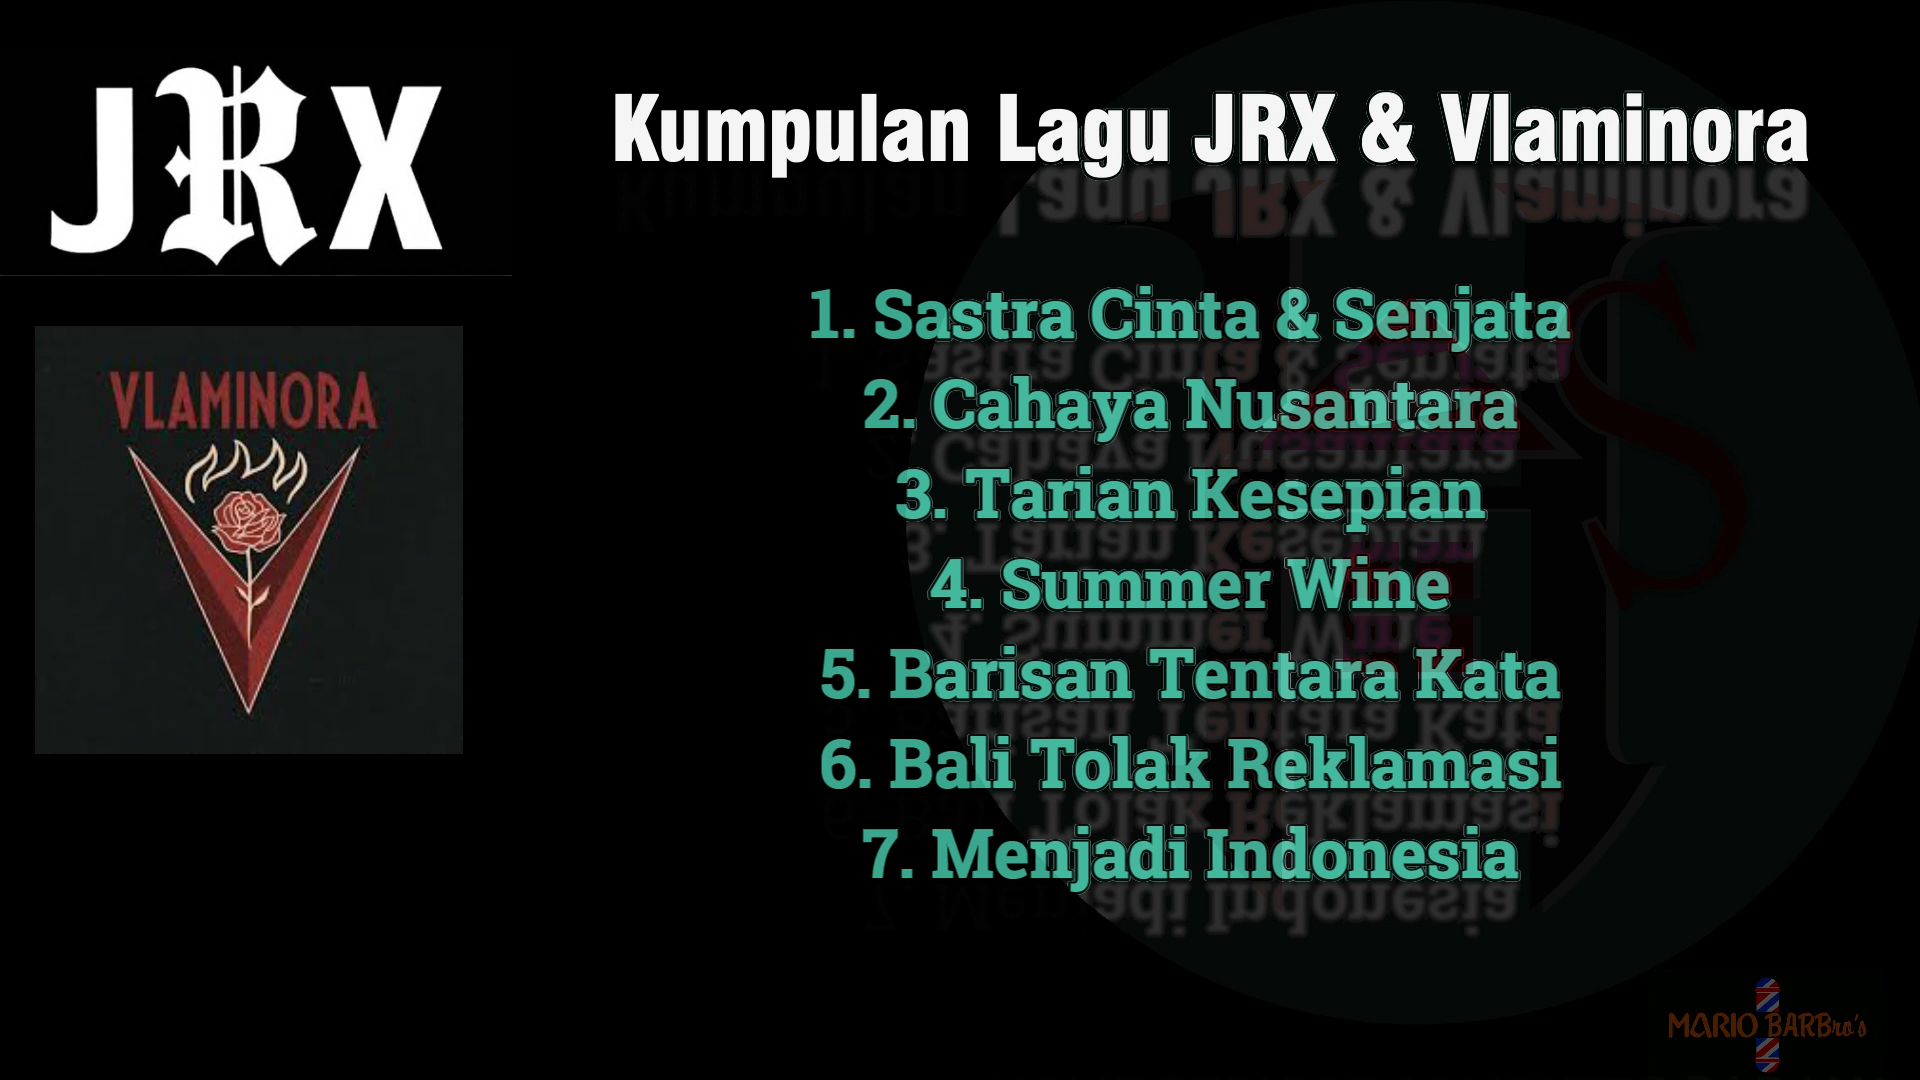 JRX
Kumpulan Lagu JRX & Vlaminora
VLAMINORA
1. Sastra Cinta & Senjata
2. Cahaya Nusantara
3. Tarian Kesepian
4. Summer Wine
5. Barisan Tentara Kata
6. Bali Tolak Reklamasi
7. Menjadi Indonesia
MARIO BARBro's